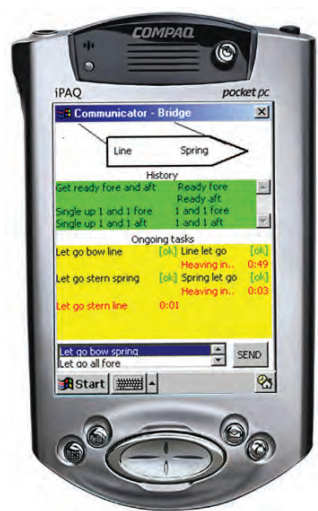 COMPAQ
iPAQ pocket pc
Communicator - Bridge
Line Spring
History
Get ready fore and aft Ready fore
Ready aft
Single up 1 and 1 fore 1 and 1 fore
Single up 1 and 1 aft 1 and 1 aft
Ongoing tasks
Let go bow line [ok] Line let go [ok]
Heaving in.. 0:49
Let go stern spring [ok] Spring let go [ok]
Heaving in.. 0:03
Let go stern line 0:01
Let go bow spring
Let go all fore
SEND
Start